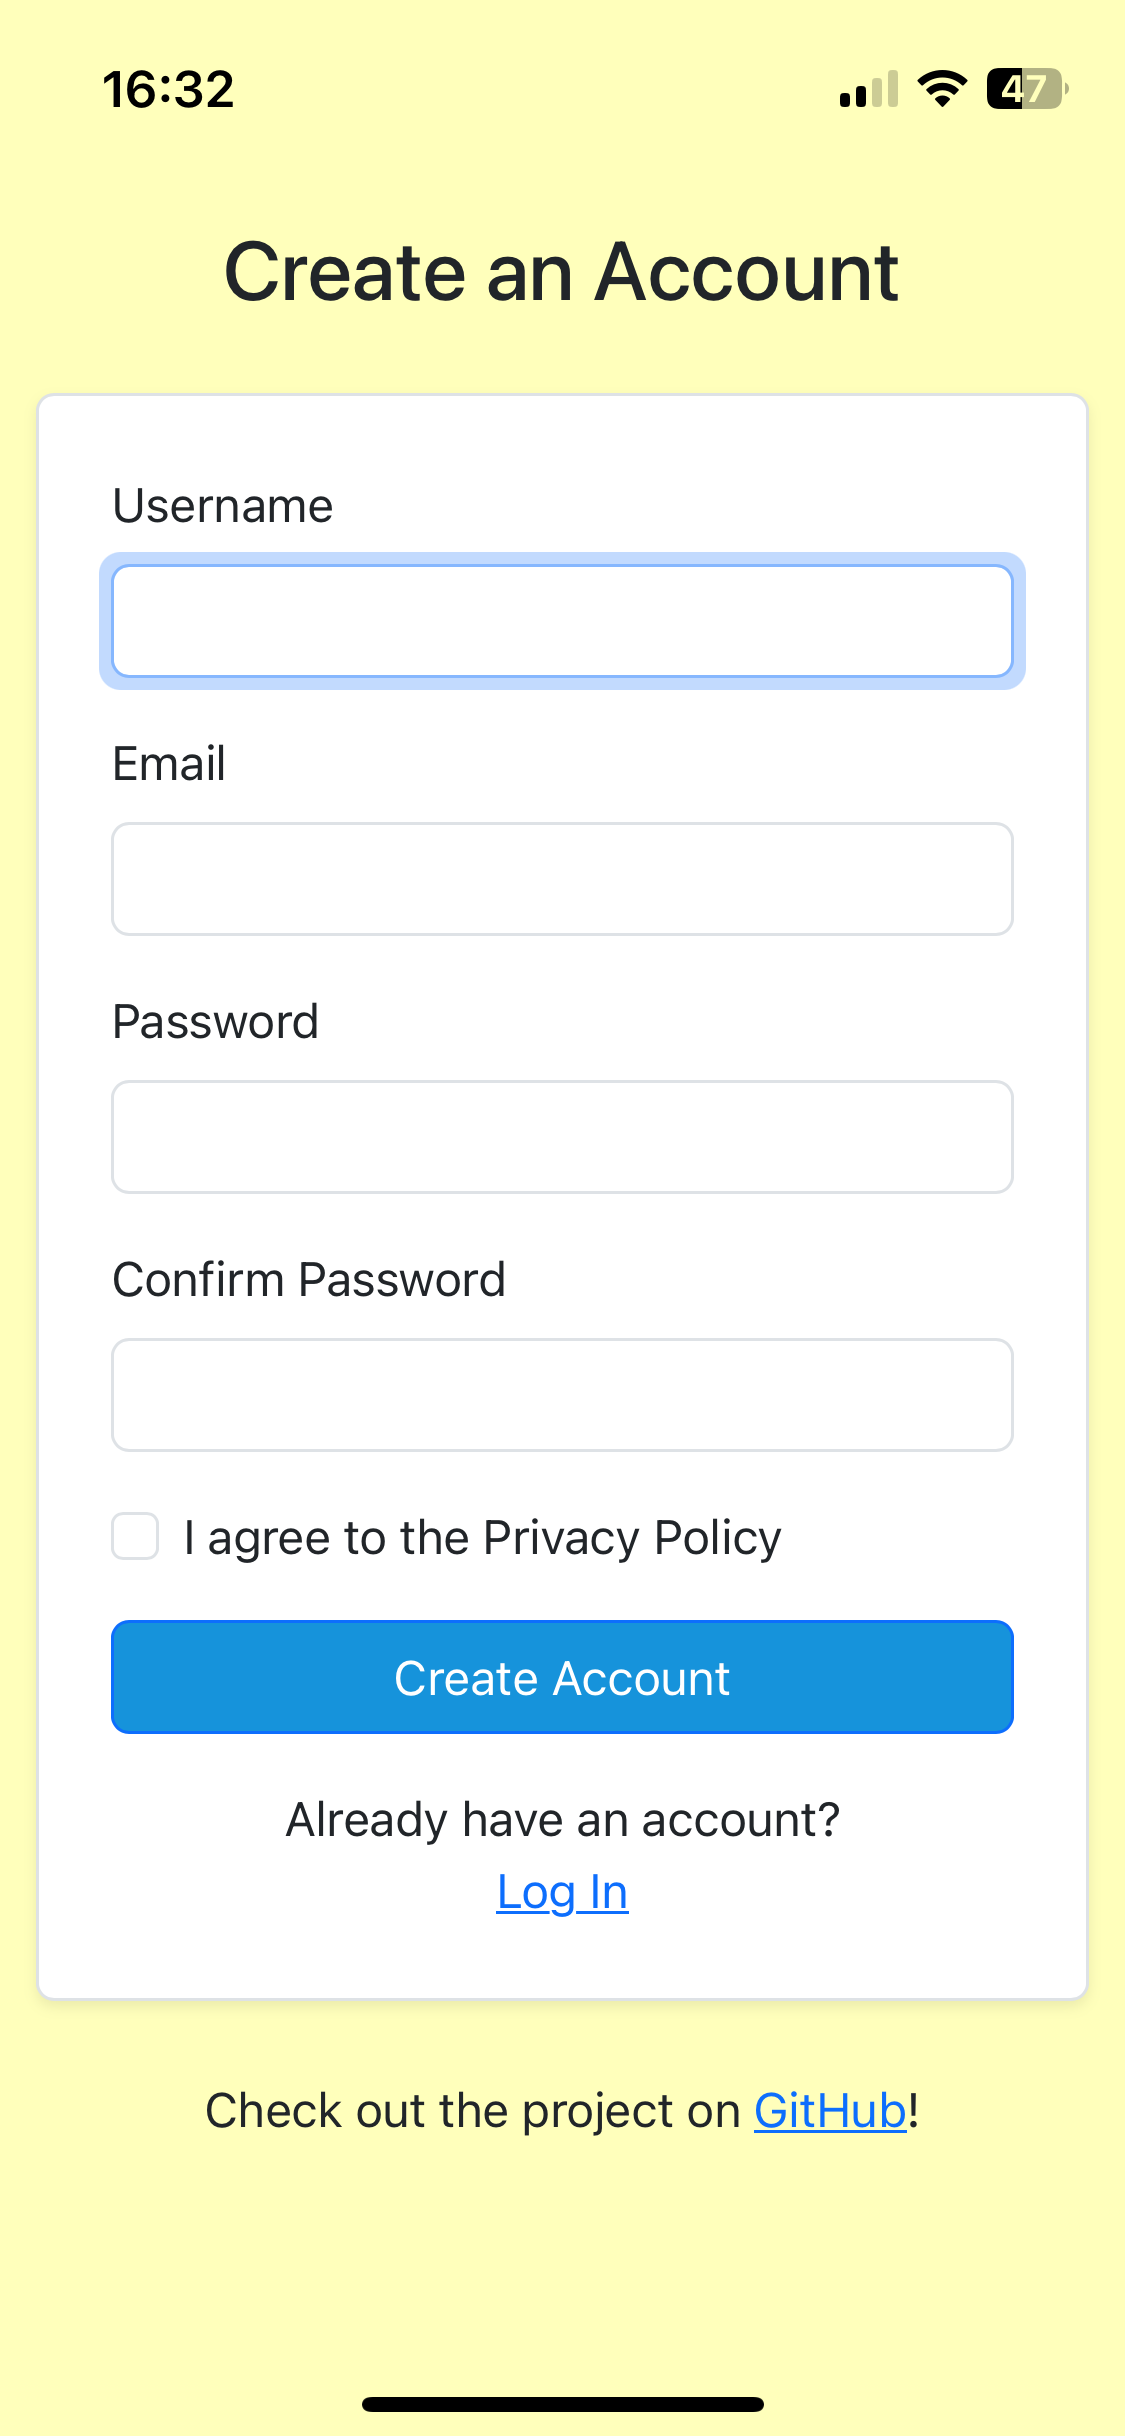 16:32
47
Create an Account
Username
Email
Password
Confirm Password
I agree to the Privacy Policy
Create Account
Already have an account?
Log In
Check out the project on GitHub!